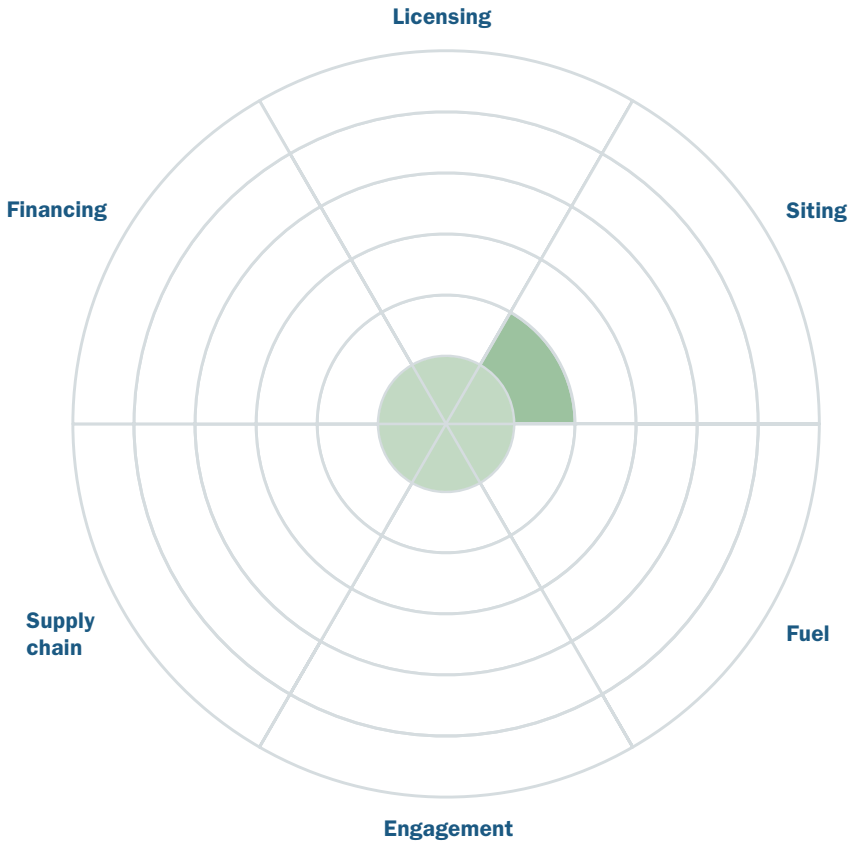 Licensing
Financing
Siting
Supply
chain
Fuel
Engagement